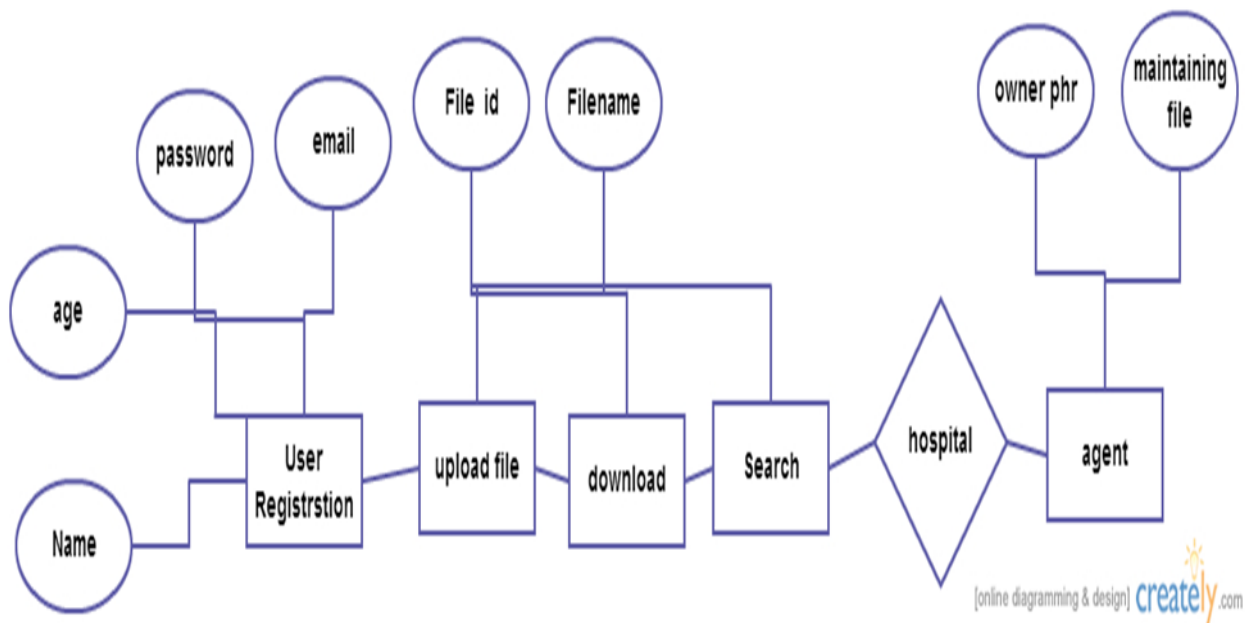 File id
Filename
owner phr
maintaining
file
password
email
age
User
Registrstion
upload file
download
Search
hospital
agent
Name
[online diagramming & design] creately.com